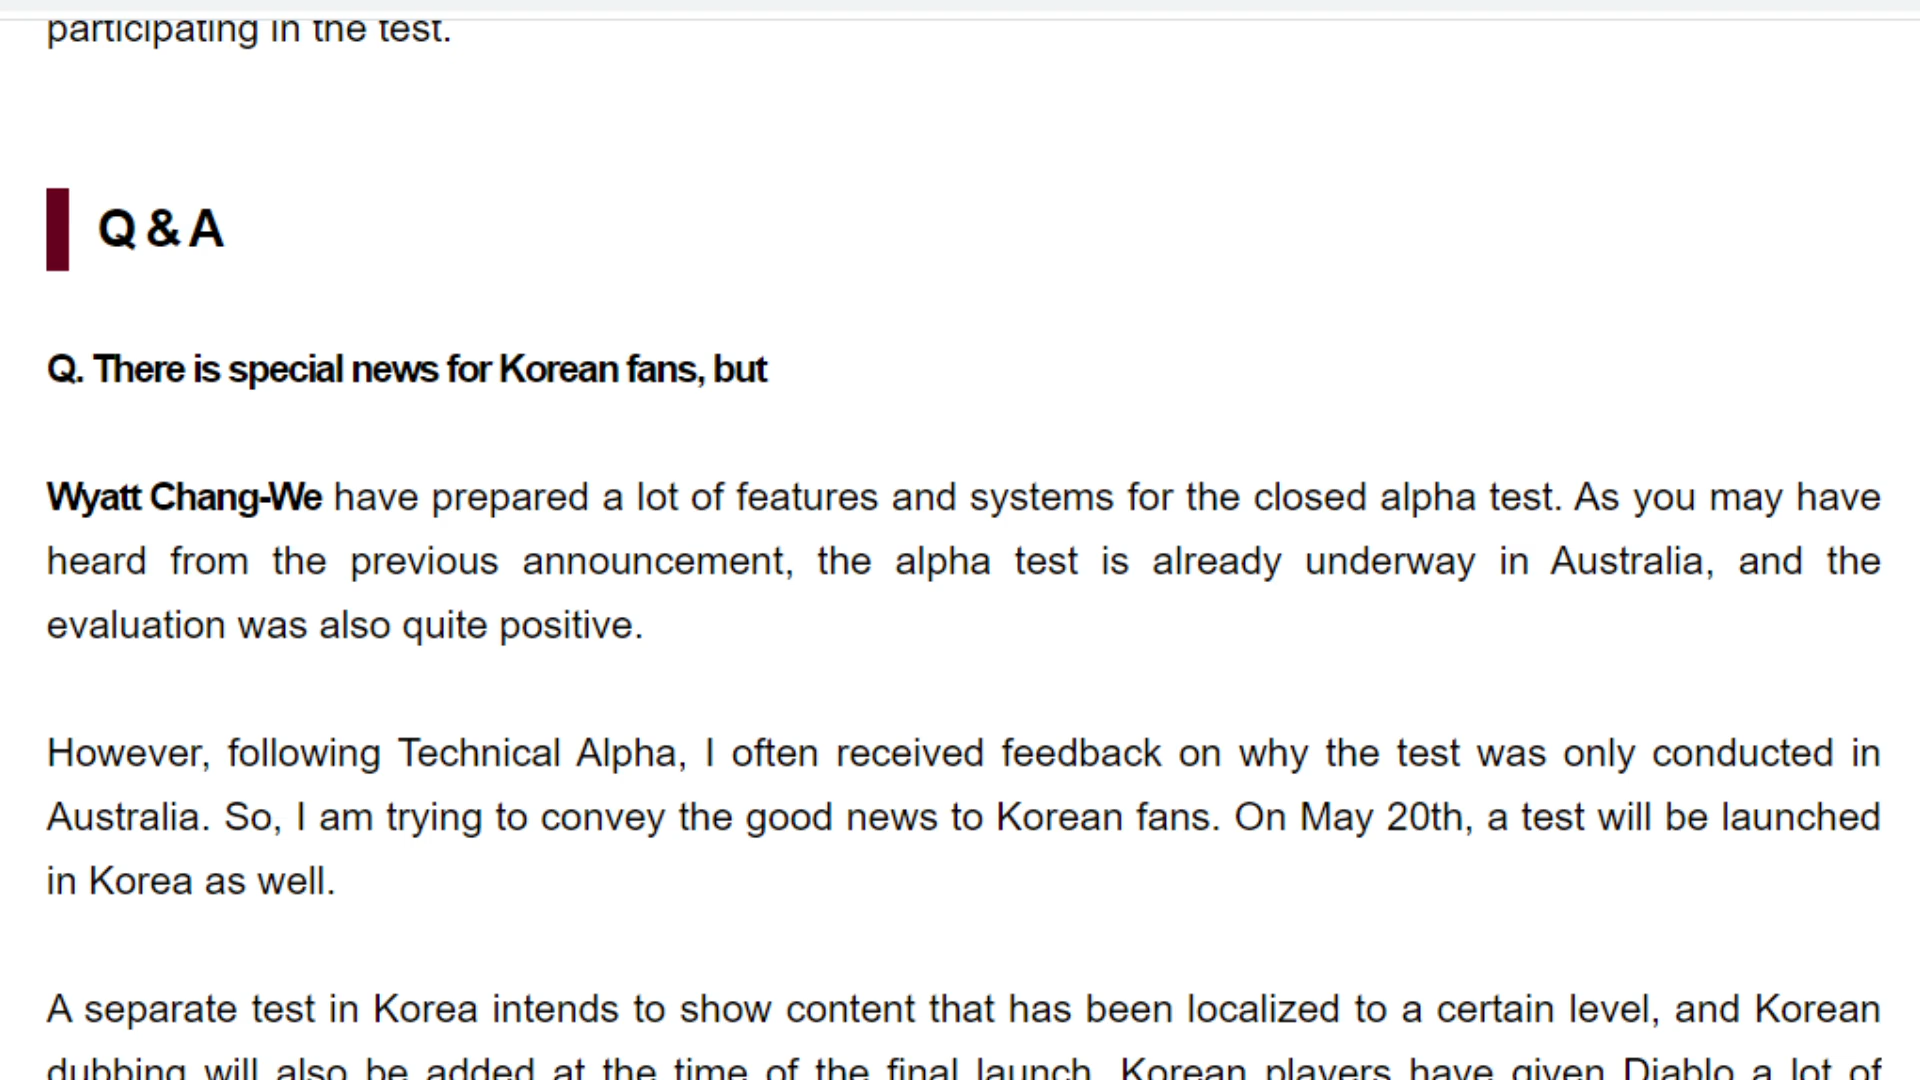 participating in the test.
Q & A
Q. There is special news for Korean fans, but
Wyatt Chang-We have prepared a lot of features and systems for the closed alpha test. As you may have
heard from the previous announcement, the alpha test is already underway in Australia, and the
evaluation was also quite positive.
However, following Technical Alpha, I often received feedback on why the test was only conducted in
Australia. So, I am trying to convey the good news to Korean fans. On May 20th, a test will be launched
in Korea as well.
A separate test in Korea intends to show content that has been localized to a certain level, and Korean
dubbing will also be added at the time of the final launch. Korean players have given Diablo a lot of